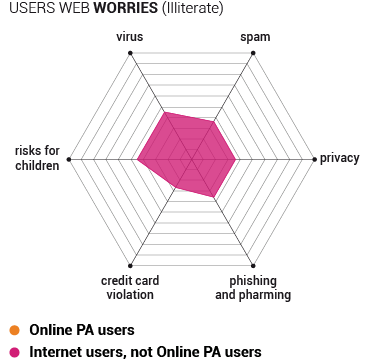 USERS WEB WORRIES (Illiterate)
virus
spam
risks for
children
privacy
credit card
violation
phishing
and pharming
Online PA users
Internet users, not Online PA users